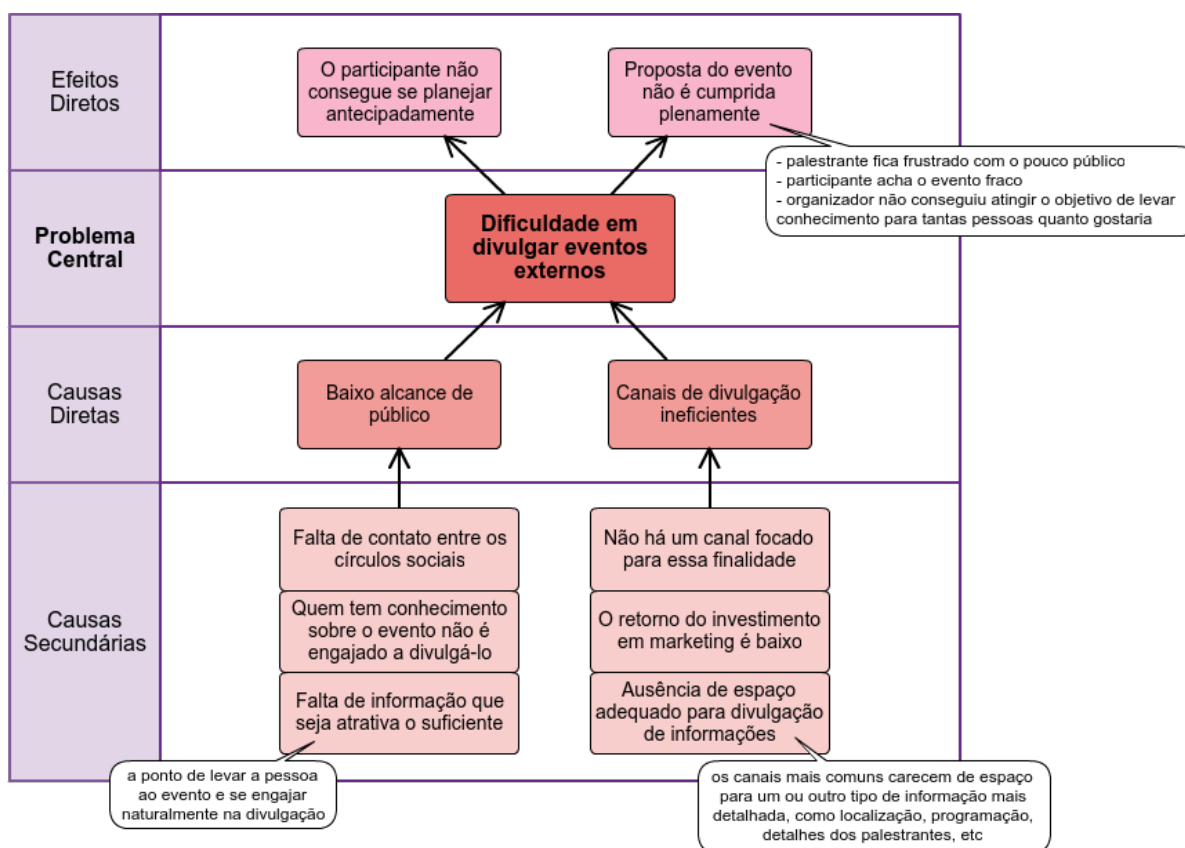 Efeitos
Diretos
O participante não
consegue se planejar
antecipadamente
Proposta do evento
não é cumprida
plenamente
- palestrante fica frustrado com o pouco público
- participante acha o evento fraco
- organizador não conseguiu atingir o objetivo de levar
conhecimento para tantas pessoas quanto gostaria
Problema
Central
Dificuldade em
divulgar eventos
externos
Causas
Diretas
Baixo alcance de
público
Canais de divulgação
ineficientes
Causas
Secundárias
Falta de contato entre os
círculos sociais
Quem tem conhecimento
sobre o evento não é
engajado a divulgá-lo
Falta de informação que
seja atrativa o suficiente
a ponto de levar a pessoa
ao evento e se engajar
naturalmente na divulgação
Não há um canal focado
para essa finalidade
O retorno do investimento
em marketing é baixo
Ausência de espaço
adequado para divulgação
de informações
os canais mais comuns carecem de espaço
para um ou outro tipo de informação mais
detalhada, como localização, programação,
detalhes dos palestrantes, etc